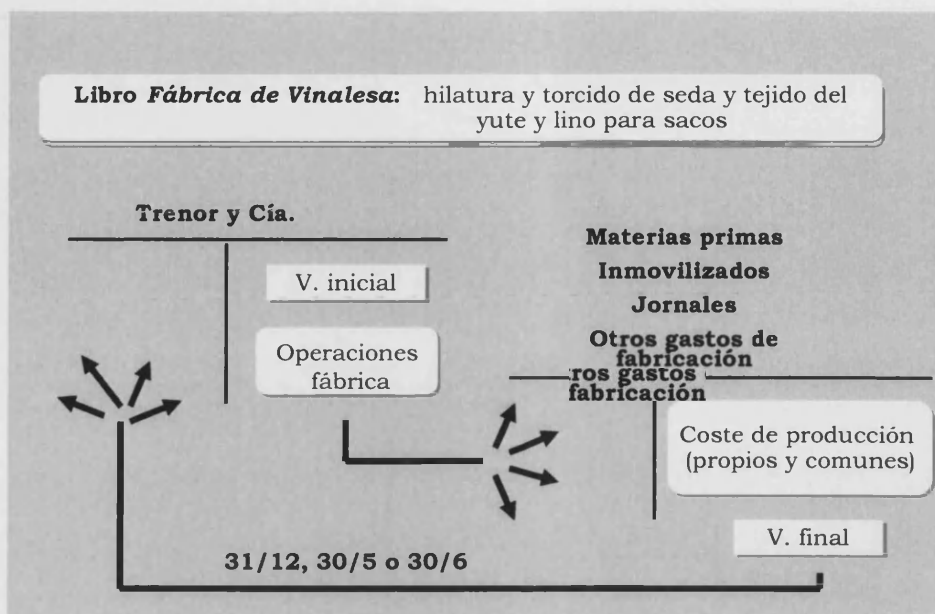 Libro Fábrica de Vinalesa: hilatura y torcido de seda y tejido del
yute y lino para sacos
Trenor y Cía.
V. inicial
Operaciones
fábrica
Materias primas
Inmovilizados
Jornales
Otros gastos de
fabricación
ros gastos
fabricación
Coste de producción
(propios y comunes)
V. final
31/12, 30/5 o 30/6